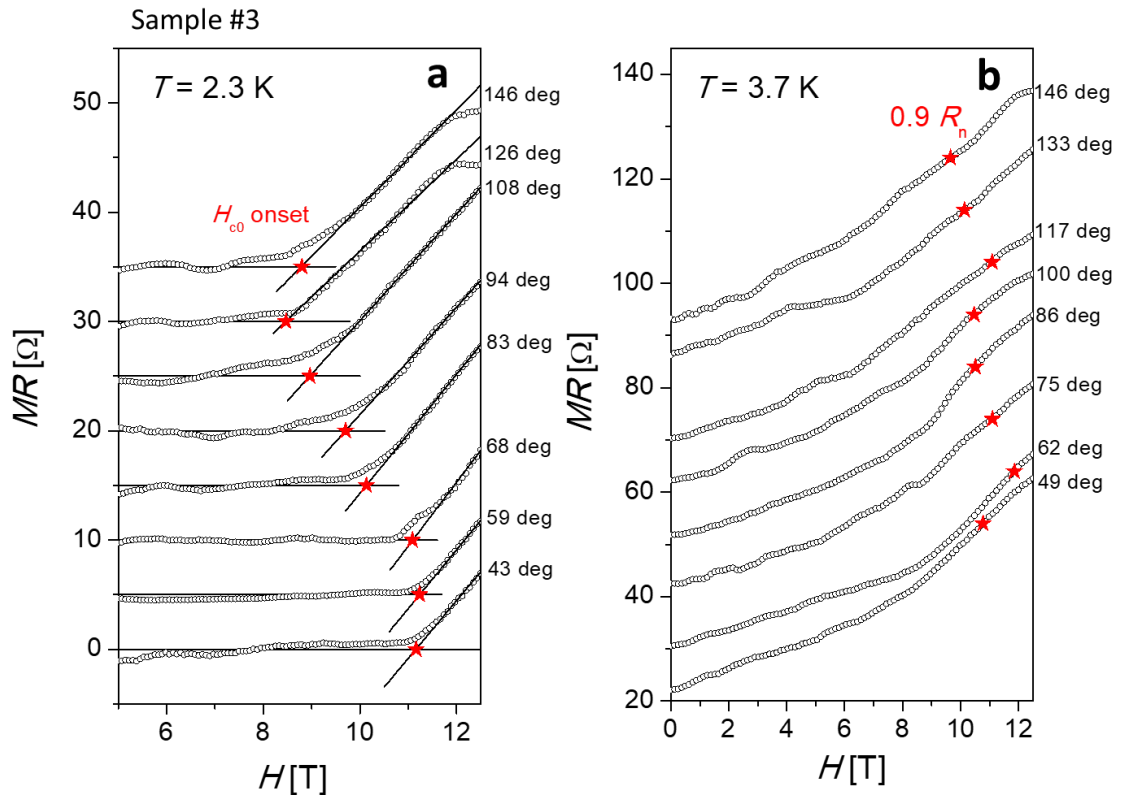 Sample #3
a
T = 2.3 K
H_c0 onset
146 deg
126 deg
108 deg
94 deg
83 deg
68 deg
59 deg
43 deg
50
40
30
20
10
0
MR [Ω]
6
8
10
12
H [T]
b
T = 3.7 K
0.9 R_n
146 deg
133 deg
117 deg
100 deg
86 deg
75 deg
62 deg
49 deg
140
120
100
80
60
40
20
MR [Ω]
0
2
4
6
8
10
12
H [T]